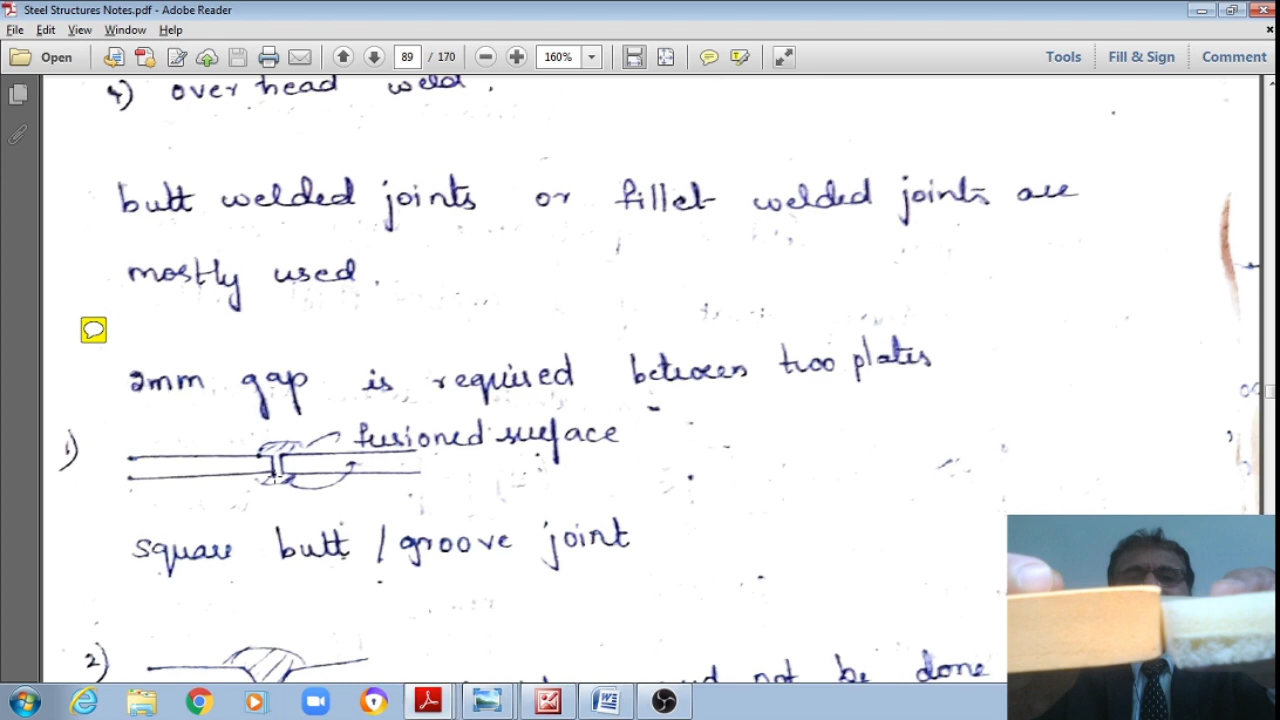 Steel Structures Notes.pdf - Adobe Reader
File Edit View Window Help
Open 89 / 170 160% Tools Fill & Sign Comment
4) over head weld.
butt welded joints or fillet welded joints are
mostly used.
2mm gap is required between two plates
1) fusioned surface
square butt / groove joint
2)
not be done